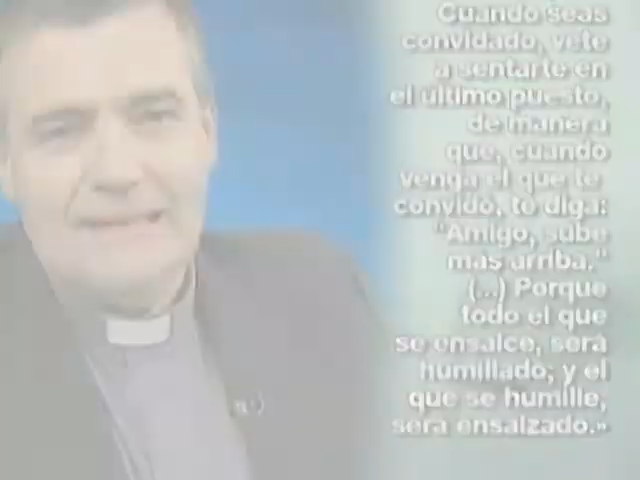 Cuando seas
convidado, vete
a sentarte en
el último puesto,
de manera
que, cuando
venga el que te
convidó, te diga:
"Amigo, sube
más arriba."
(...) Porque
todo el que
se ensalce, será
humillado; y el
que se humille,
será ensalzado.»